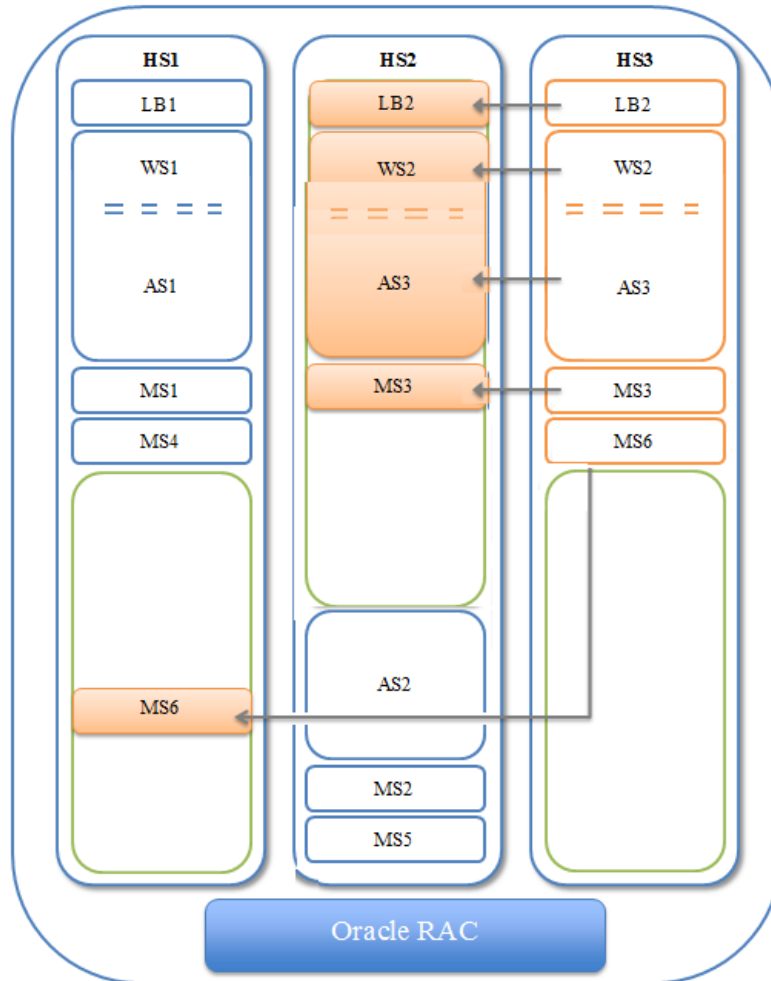 HS1
LB1
WS1
AS1
MS1
MS4
MS6
HS2
LB2
WS2
AS3
MS3
AS2
MS2
MS5
HS3
LB2
WS2
AS3
MS3
MS6
Oracle RAC